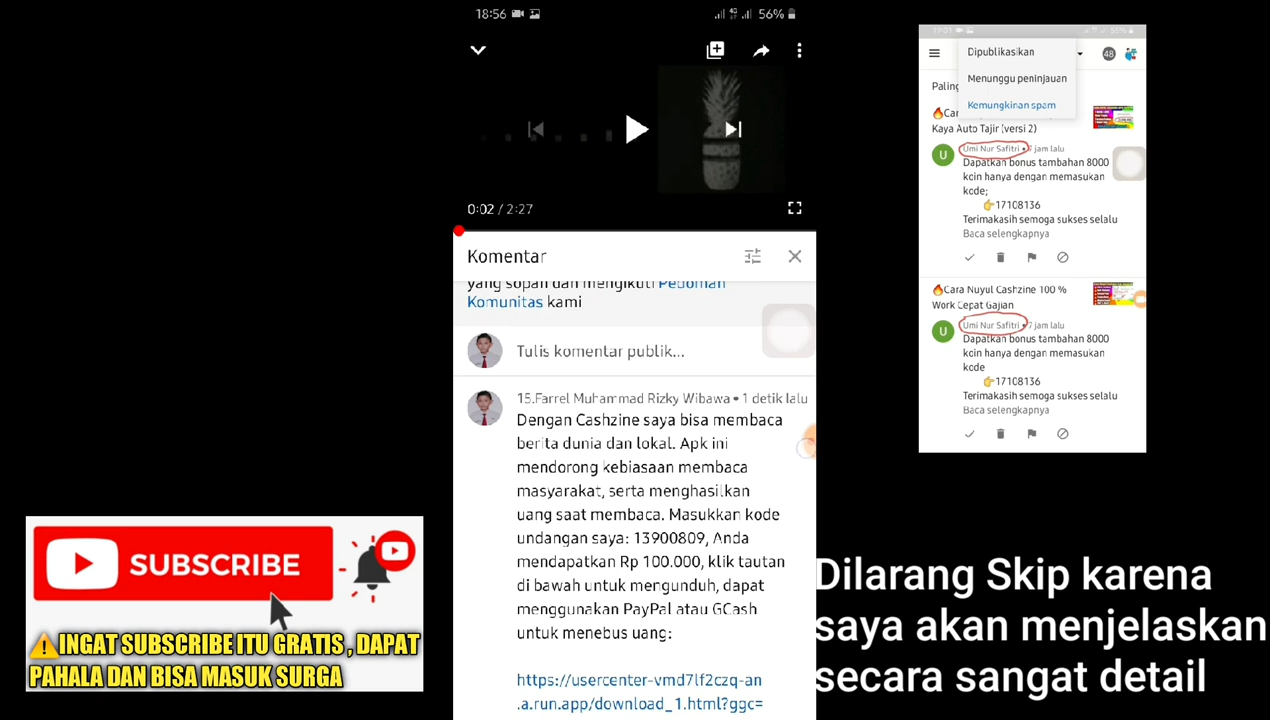 SUBSCRIBE
⚠️INGAT SUBSCRIBE ITU GRATIS , DAPAT
PAHALA DAN BISA MASUK SURGA
18:56
4G
56%
0:02 / 2:27
Komentar
yang sopan dan mengikuti Pedoman
Komunitas kami
Tulis komentar publik...
15.Farrel Muhammad Rizky Wibawa • 1 detik lalu
Dengan Cashzine saya bisa membaca
berita dunia dan lokal. Apk ini
mendorong kebiasaan membaca
masyarakat, serta menghasilkan
uang saat membaca. Masukkan kode
undangan saya: 13900809, Anda
mendapatkan Rp 100.000, klik tautan
di bawah untuk mengunduh, dapat
menggunakan PayPal atau GCash
untuk menebus uang:
https://usercenter-vmd7lf2czq-an
.a.run.app/download_1.html?ggc=
Dipublikasikan
Menunggu peninjauan
Kemungkinan spam
48
Paling
🔥Car
Kaya Auto Tajir (versi 2)
U
Umi Nur Safitri • 7 jam lalu
Dapatkan bonus tambahan 8000
koin hanya dengan memasukan
kode;
👉17108136
Terimakasih semoga sukses selalu
Baca selengkapnya
🔥Cara Nuyul Cashzine 100 %
Work Cepat Gajian
U
Umi Nur Safitri • 7 jam lalu
Dapatkan bonus tambahan 8000
koin hanya dengan memasukan
kode
👉17108136
Terimakasih semoga sukses selalu
Baca selengkapnya
Dilarang Skip karena
saya akan menjelaskan
secara sangat detail